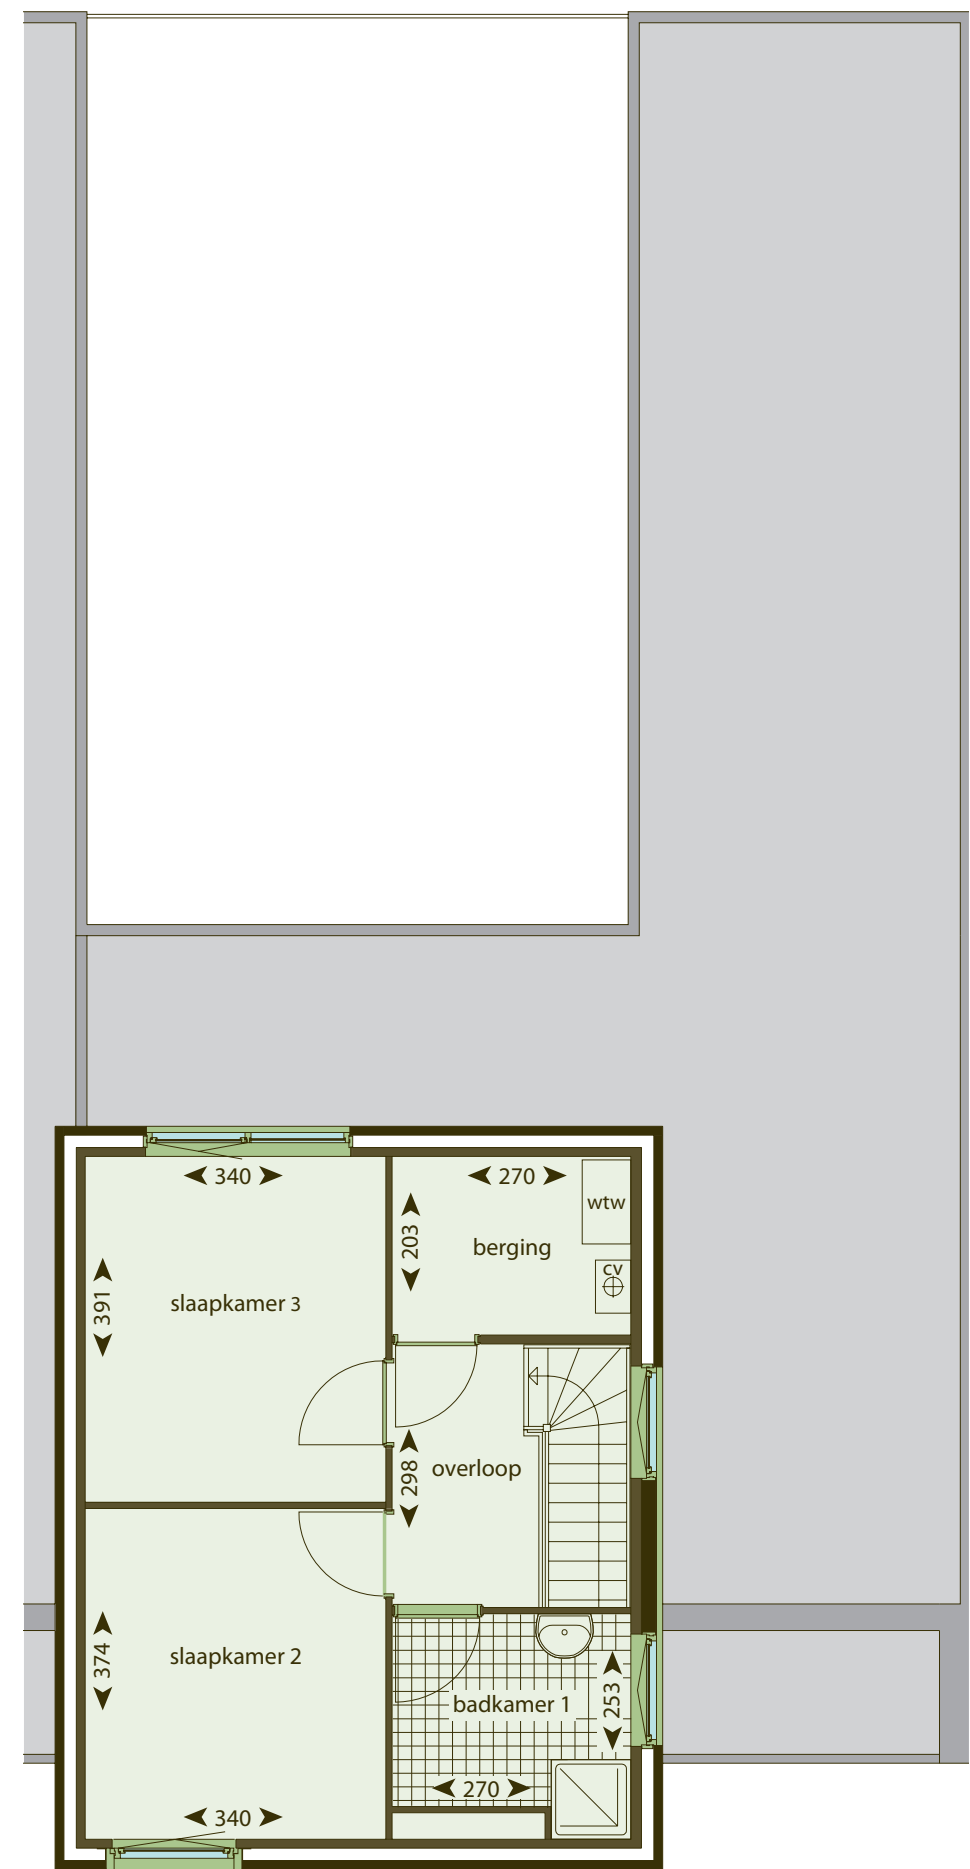 340
270
wtw
203
berging
cv
391
slaapkamer 3
298
overloop
374
slaapkamer 2
253
badkamer 1
270
340